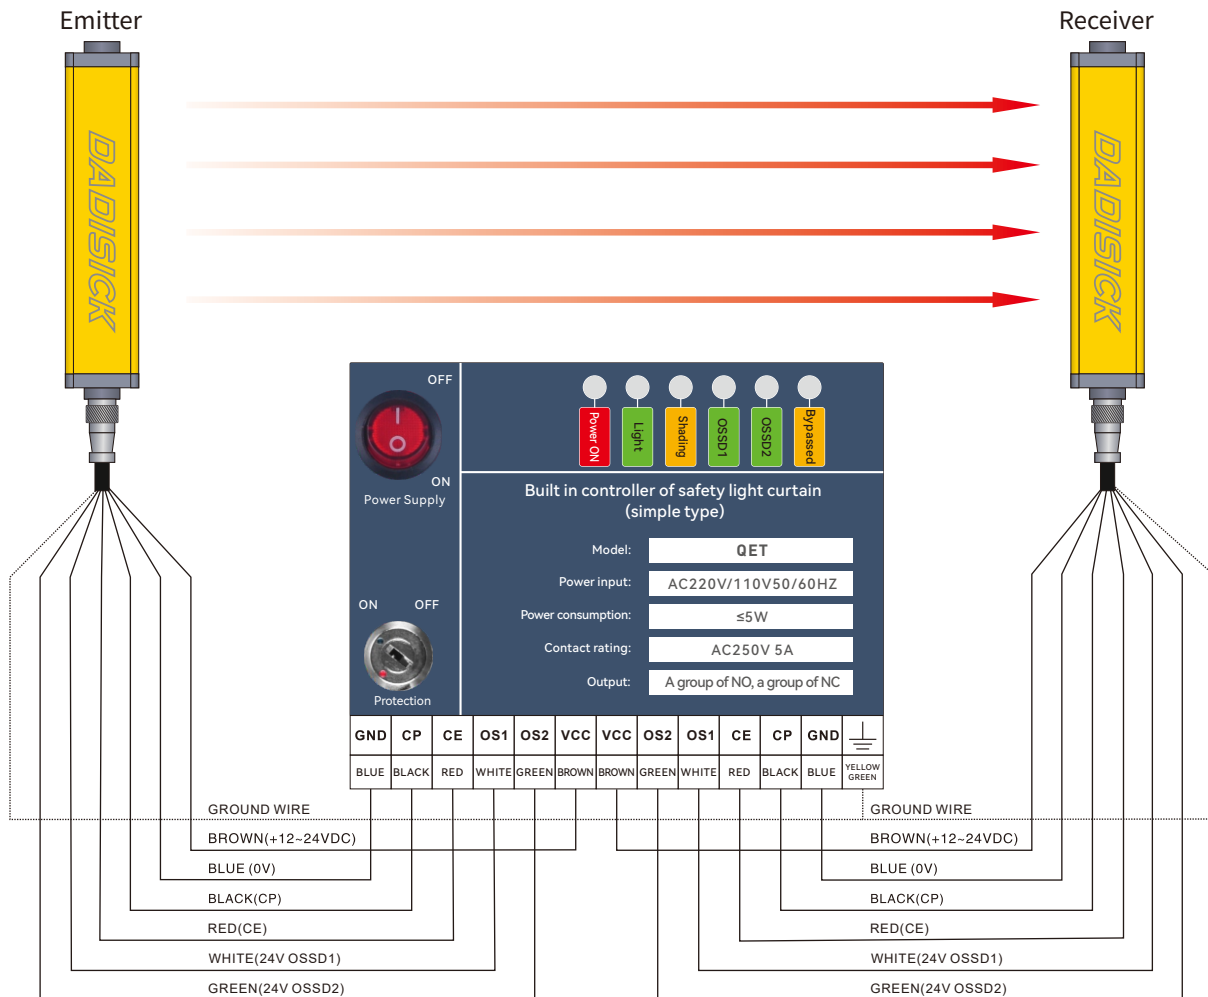 Emitter
Receiver
DADISICK
DADISICK
OFF
ON
Power Supply
ON OFF
Protection
Power ON
Light
Shading
OSSD1
OSSD2
Bypassed
Built in controller of safety light curtain
(simple type)
Model: QET
Power input: AC220V/110V50/60HZ
Power consumption: ≤5W
Contact rating: AC250V 5A
Output: A group of NO, a group of NC
GND CP CE OS1 OS2 VCC VCC OS2 OS1 CE CP GND
BLUE BLACK RED WHITE GREEN BROWN BROWN GREEN WHITE RED BLACK BLUE YELLOW GREEN
GROUND WIRE GROUND WIRE
BROWN(+12~24VDC) BROWN(+12~24VDC)
BLUE (0V) BLUE (0V)
BLACK(CP) BLACK(CP)
RED(CE) RED(CE)
WHITE(24V OSSD1) WHITE(24V OSSD1)
GREEN(24V OSSD2) GREEN(24V OSSD2)